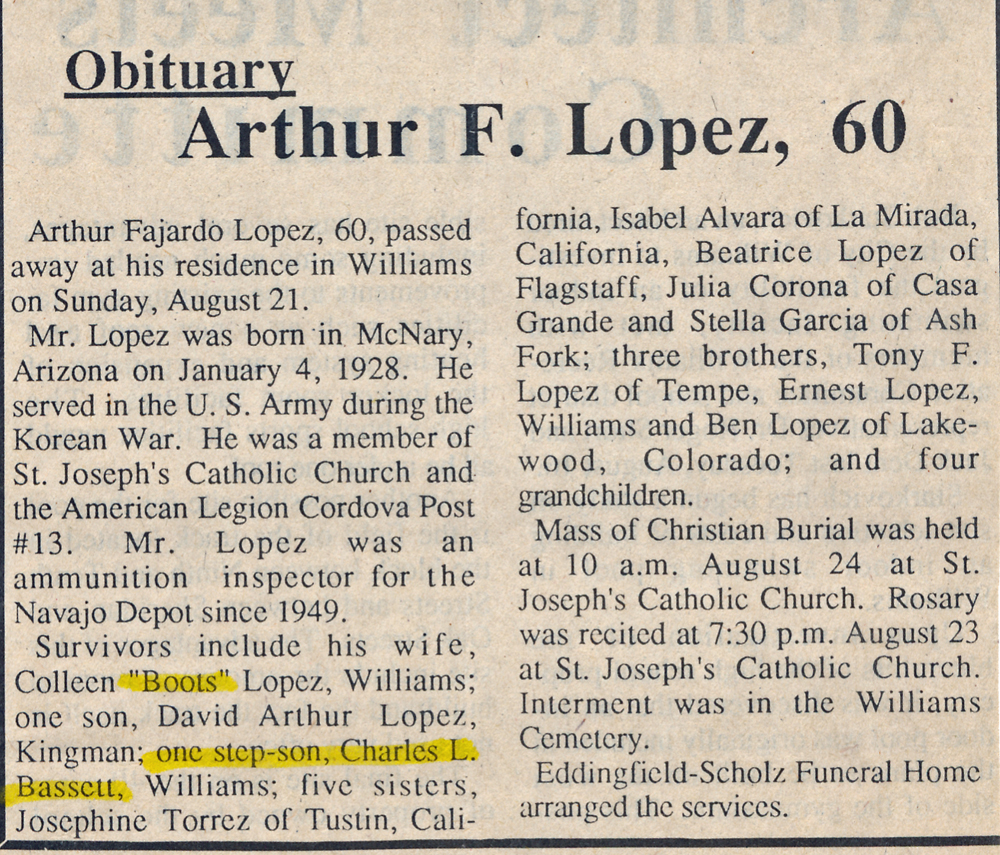 Obituary
Arthur F. Lopez, 60
Arthur Fajardo Lopez, 60, passed
away at his residence in Williams
on Sunday, August 21.
Mr. Lopez was born in McNary,
Arizona on January 4, 1928. He
served in the U. S. Army during the
Korean War. He was a member of
St. Joseph's Catholic Church and
the American Legion Cordova Post
#13. Mr. Lopez was an
ammunition inspector for the
Navajo Depot since 1949.
Survivors include his wife,
Colleen "Boots" Lopez, Williams;
one son, David Arthur Lopez,
Kingman; one step-son, Charles L.
Bassett, Williams; five sisters,
Josephine Torrez of Tustin, Cali-
fornia, Isabel Alvara of La Mirada,
California, Beatrice Lopez of
Flagstaff, Julia Corona of Casa
Grande and Stella Garcia of Ash
Fork; three brothers, Tony F.
Lopez of Tempe, Ernest Lopez,
Williams and Ben Lopez of Lake-
wood, Colorado; and four
grandchildren.
Mass of Christian Burial was held
at 10 a.m. August 24 at St.
Joseph's Catholic Church. Rosary
was recited at 7:30 p.m. August 23
at St. Joseph's Catholic Church.
Interment was in the Williams
Cemetery.
Eddingfield-Scholz Funeral Home
arranged the services.